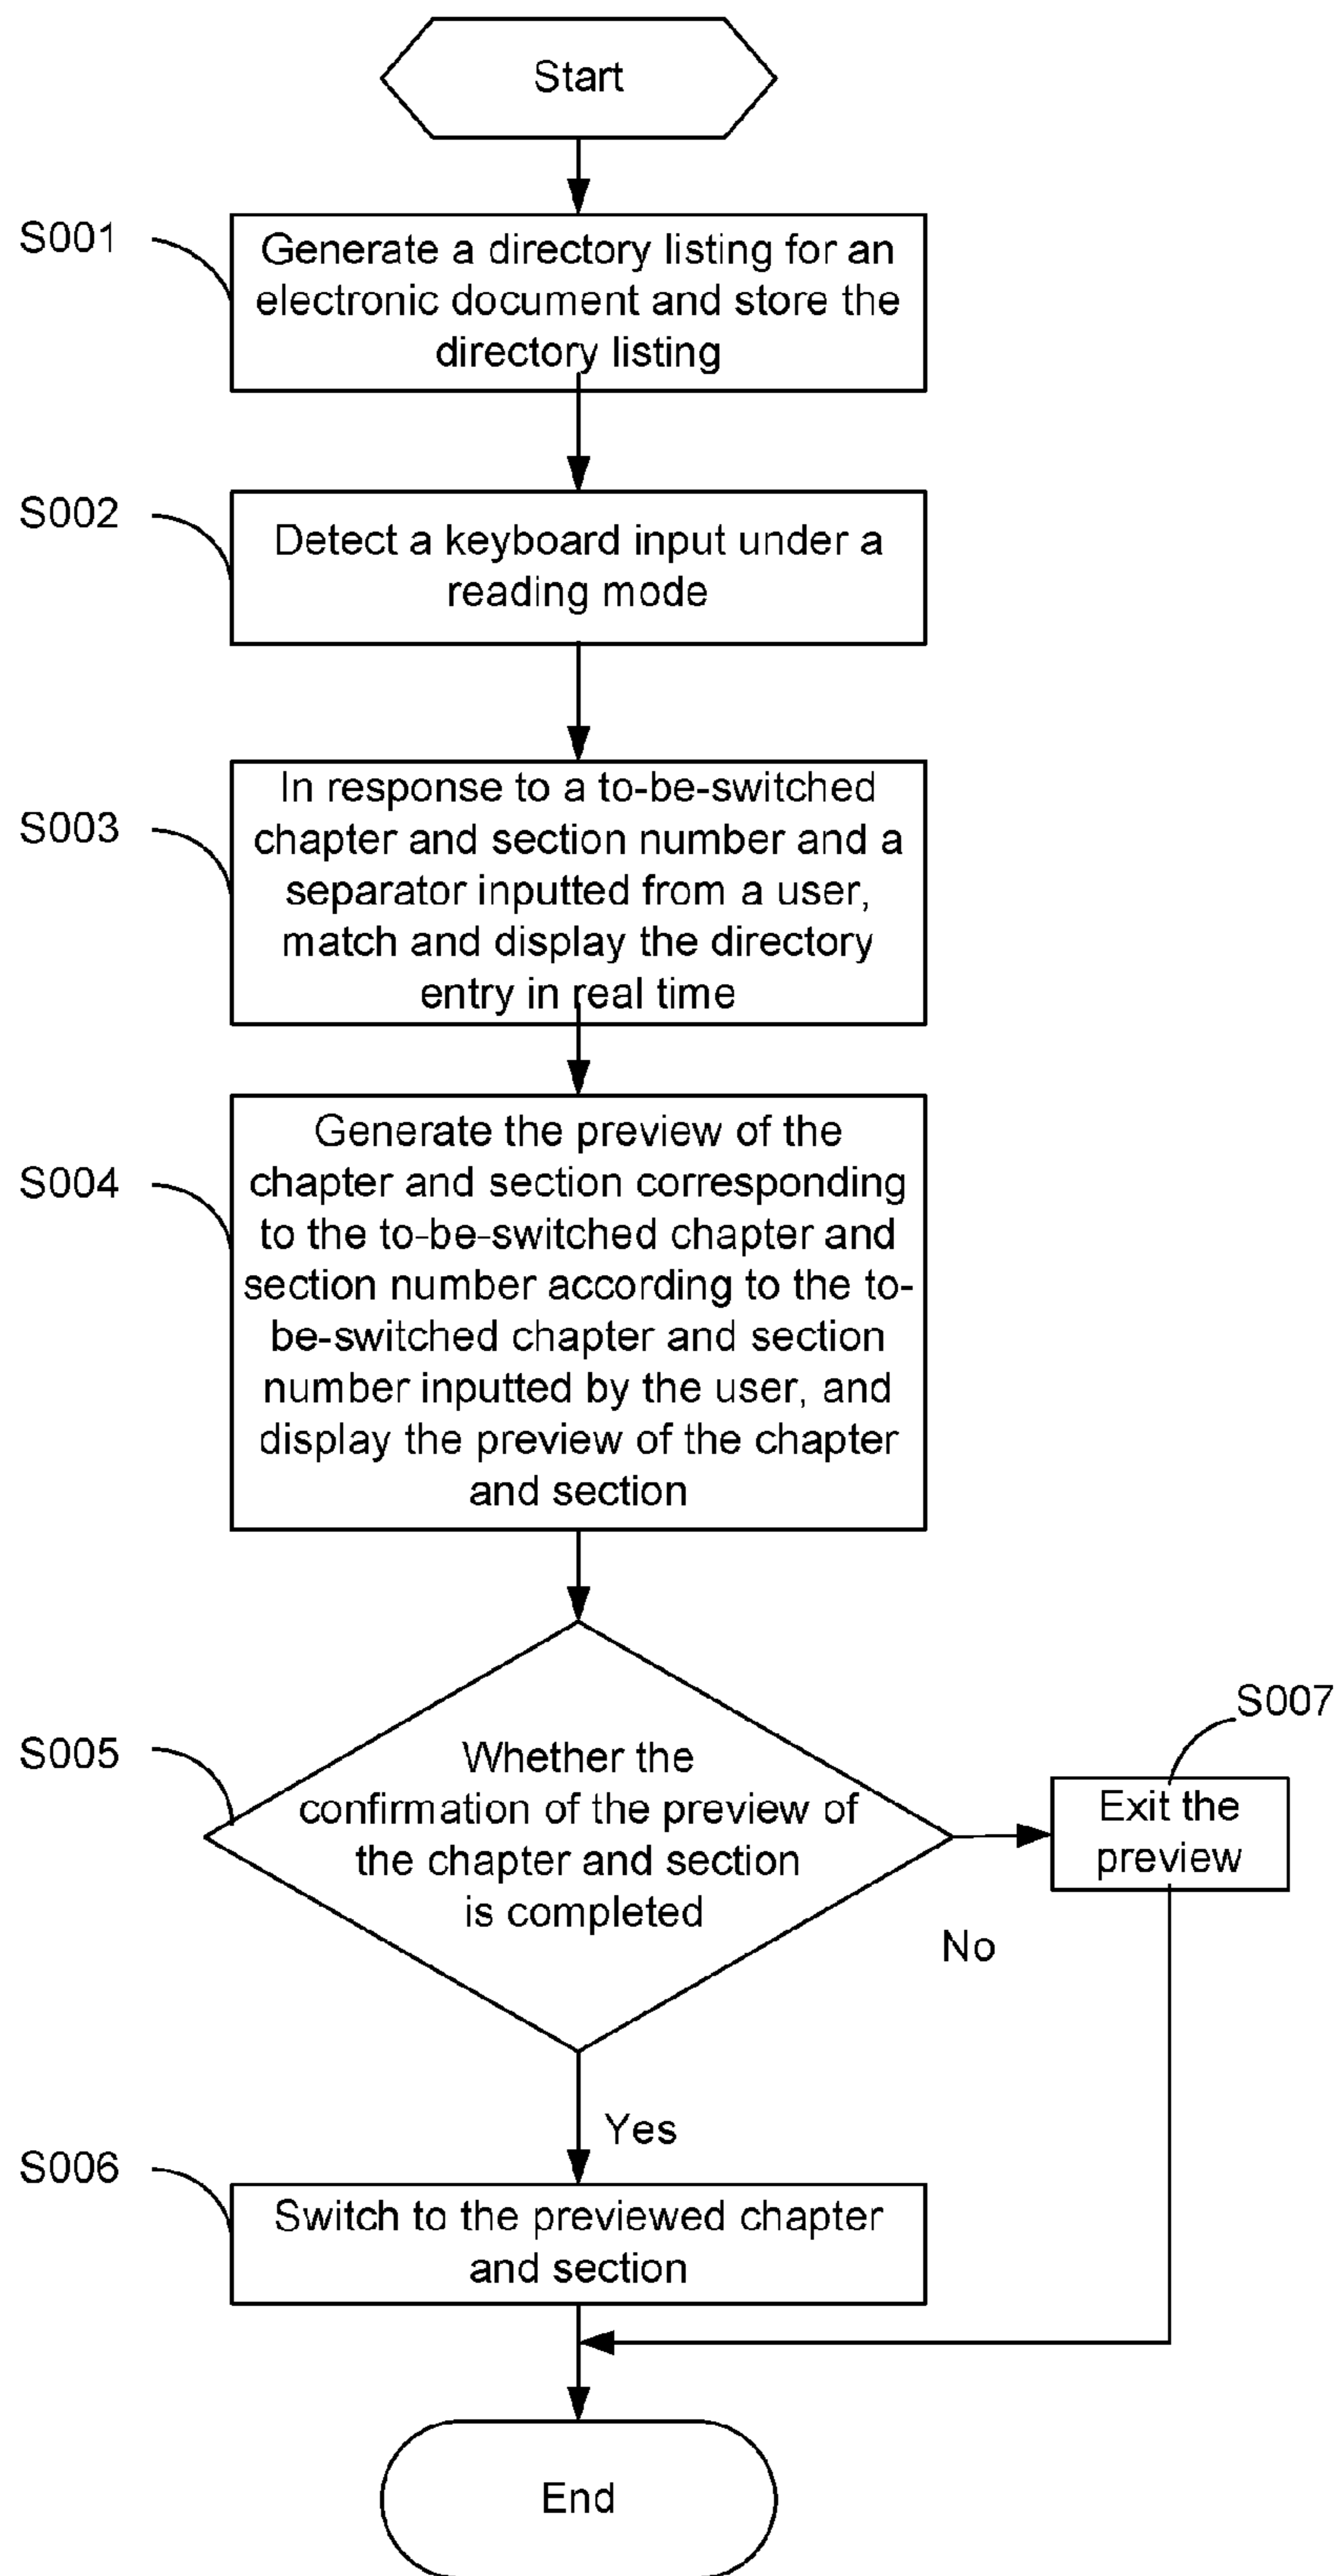 Start
S001
Generate a directory listing for an
electronic document and store the
directory listing
S002
Detect a keyboard input under a
reading mode
S003
In response to a to-be-switched
chapter and section number and a
separator inputted from a user,
match and display the directory
entry in real time
S004
Generate the preview of the
chapter and section corresponding
to the to-be-switched chapter and
section number according to the to-
be-switched chapter and section
number inputted by the user, and
display the preview of the chapter
and section
S005
Whether the
confirmation of the preview of
the chapter and section
is completed
S007
Exit the
preview
No
Yes
S006
Switch to the previewed chapter
and section
End